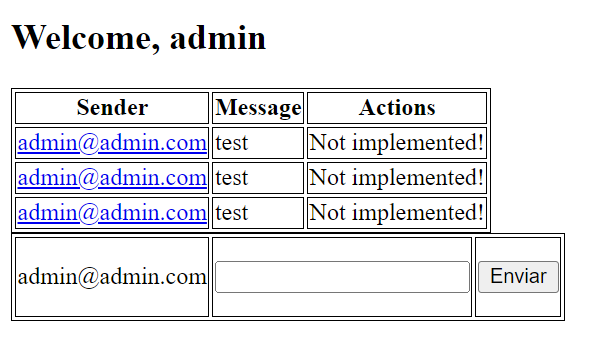 Welcome, admin
Sender Message Actions
admin@admin.com test Not implemented!
admin@admin.com test Not implemented!
admin@admin.com test Not implemented!
admin@admin.com Enviar